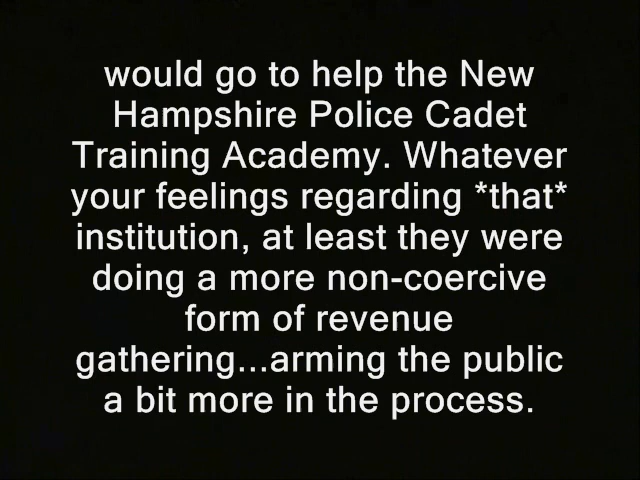 would go to help the New
Hampshire Police Cadet
Training Academy. Whatever
your feelings regarding *that*
institution, at least they were
doing a more non-coercive
form of revenue
gathering...arming the public
a bit more in the process.